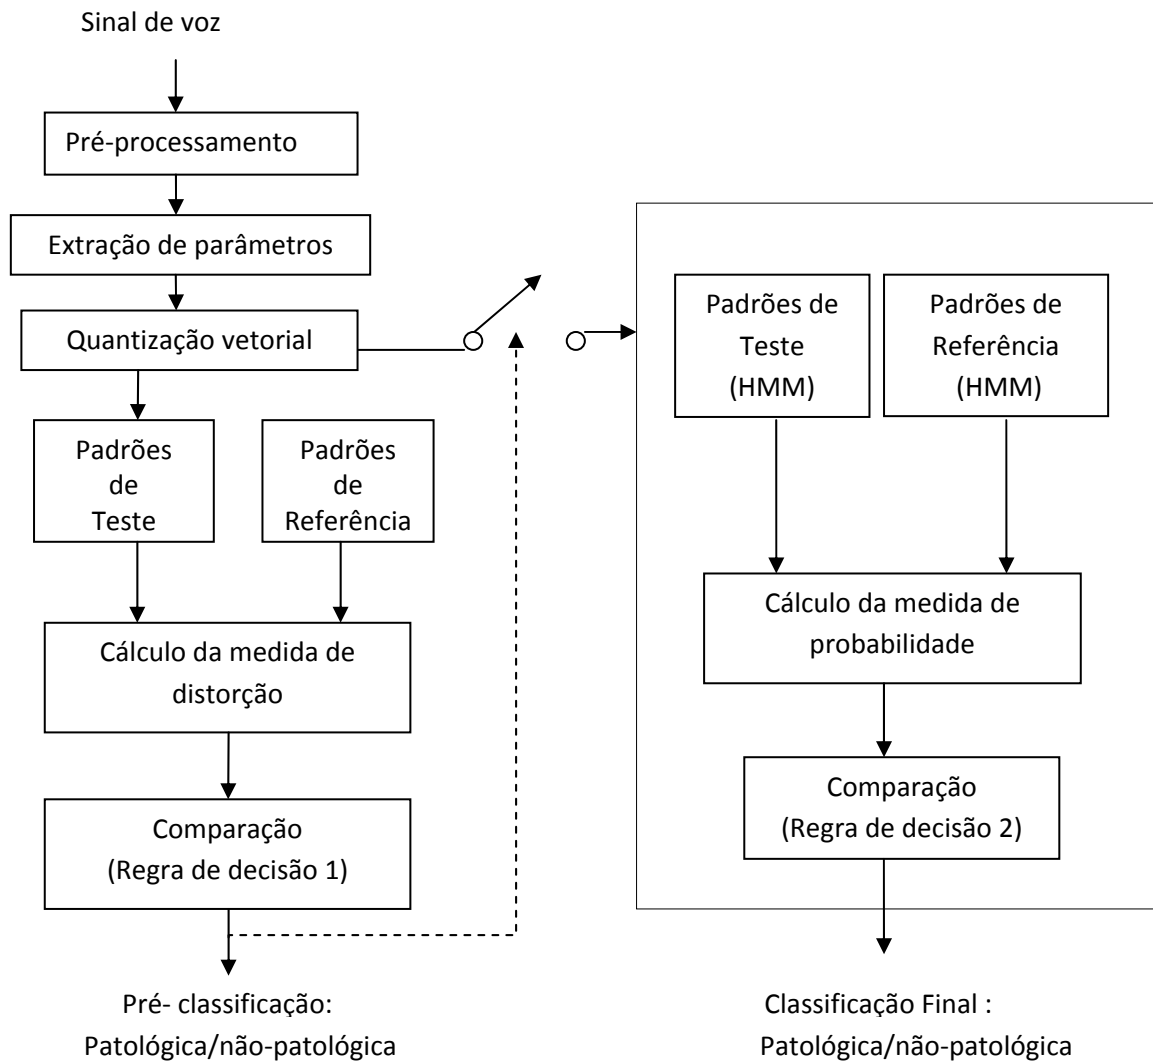 Sinal de voz
Pré-processamento
Extração de parâmetros
Quantização vetorial
Padrões
de
Teste
Padrões
de
Referência
Cálculo da medida de
distorção
Comparação
(Regra de decisão 1)
Pré- classificação:
Patológica/não-patológica
Padrões de
Teste
(HMM)
Padrões de
Referência
(HMM)
Cálculo da medida de
probabilidade
Comparação
(Regra de decisão 2)
Classificação Final :
Patológica/não-patológica